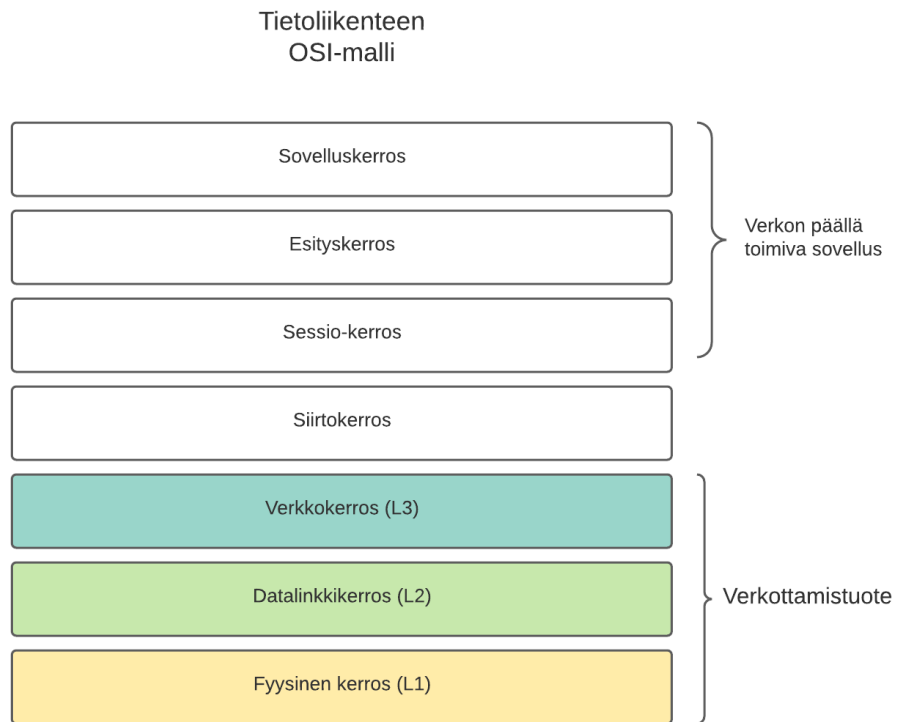 Tietoliikenteen
OSI-malli
Sovelluskerros
Esityskerros
Verkon päällä
toimiva sovellus
Sessio-kerros
Siirtokerros
Verkkokerros (L3)
Datalinkkikerros (L2)
Verkottamistuote
Fyysinen kerros (L1)